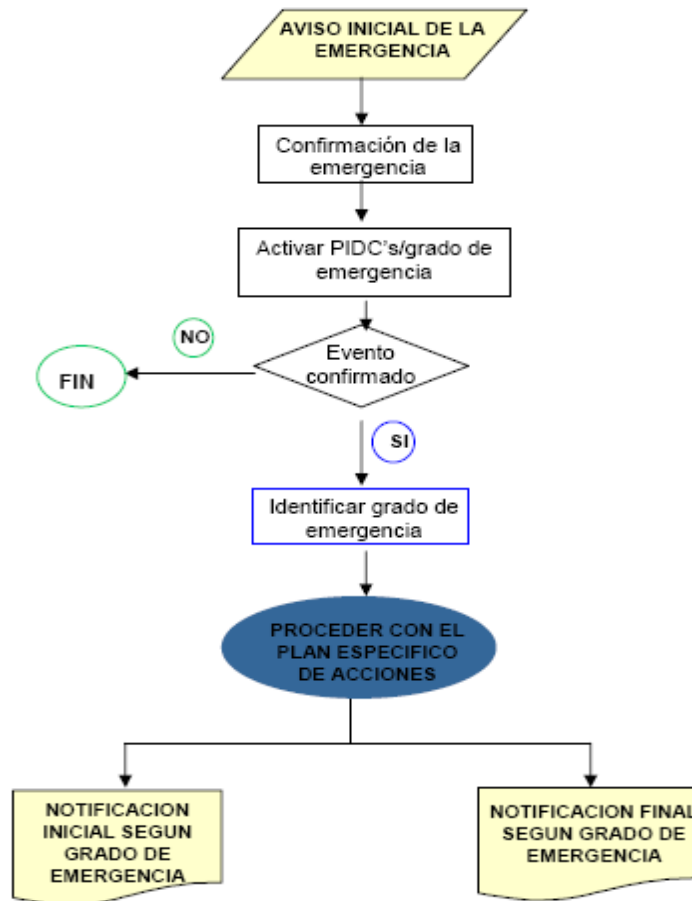 AVISO INICIAL DE LA
EMERGENCIA
Confirmación de la
emergencia
Activar PIDC's/grado de
emergencia
NO
Evento
confirmado
FIN
SI
Identificar grado de
emergencia
PROCEDER CON EL
PLAN ESPECIFICO
DE ACCIONES
NOTIFICACION
INICIAL SEGUN
GRADO DE
EMERGENCIA
NOTIFICACION FINAL
SEGUN GRADO DE
EMERGENCIA